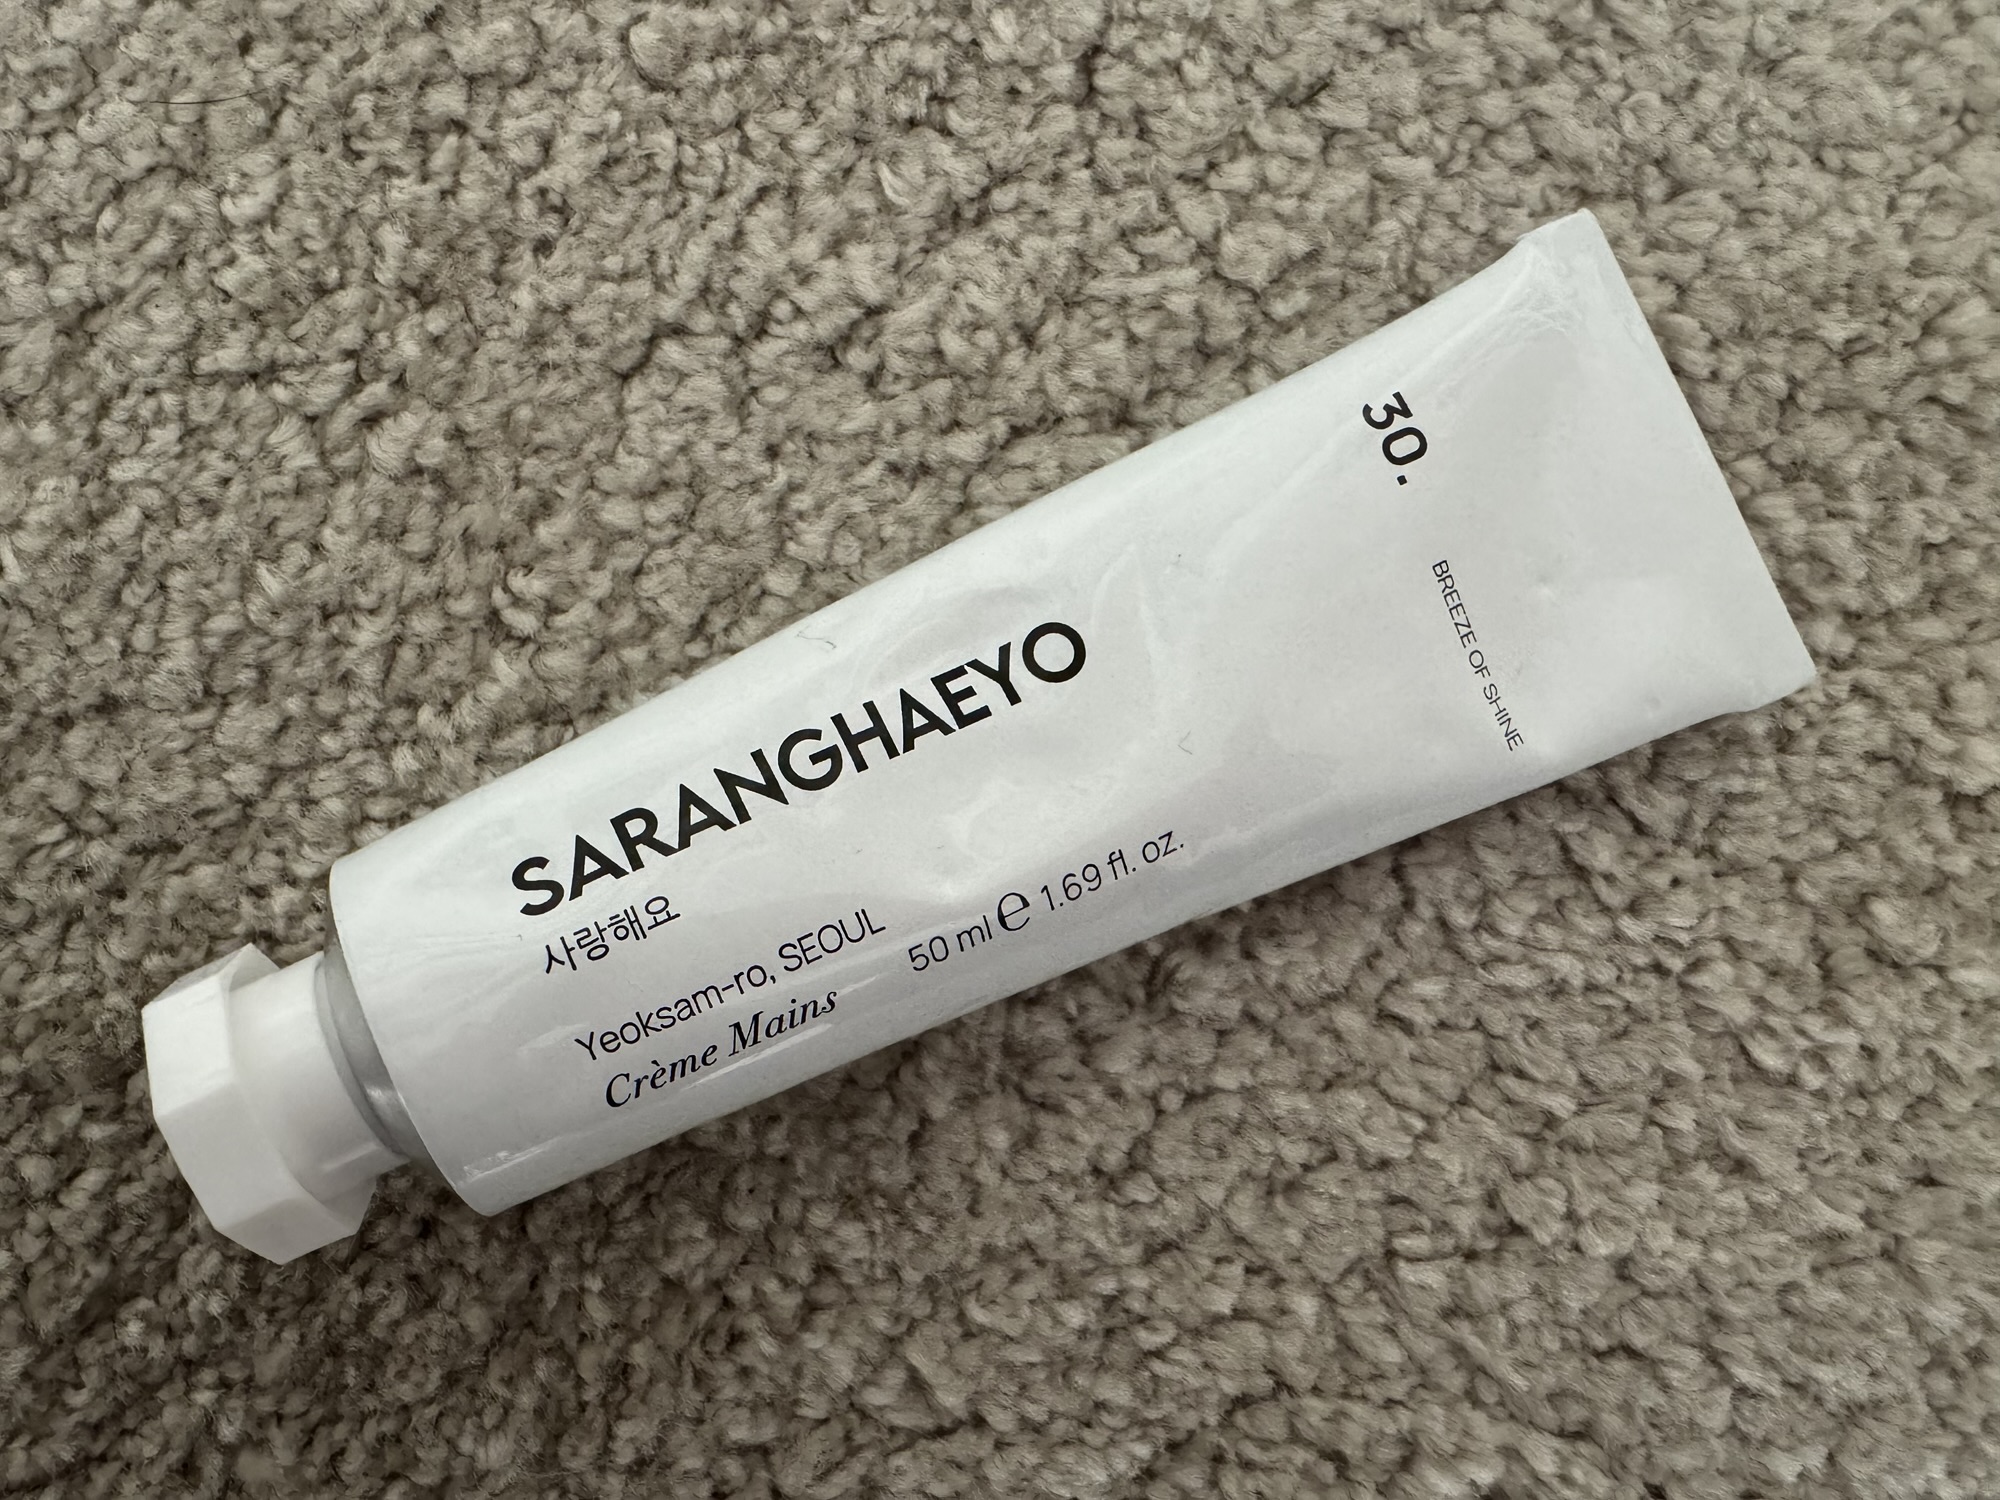 SARANGHAEYO
사랑해요
Yeoksam-ro, SEOUL
Crème Mains
50 ml ℮ 1.69 fl. oz.
30.
BREEZE OF SHINE